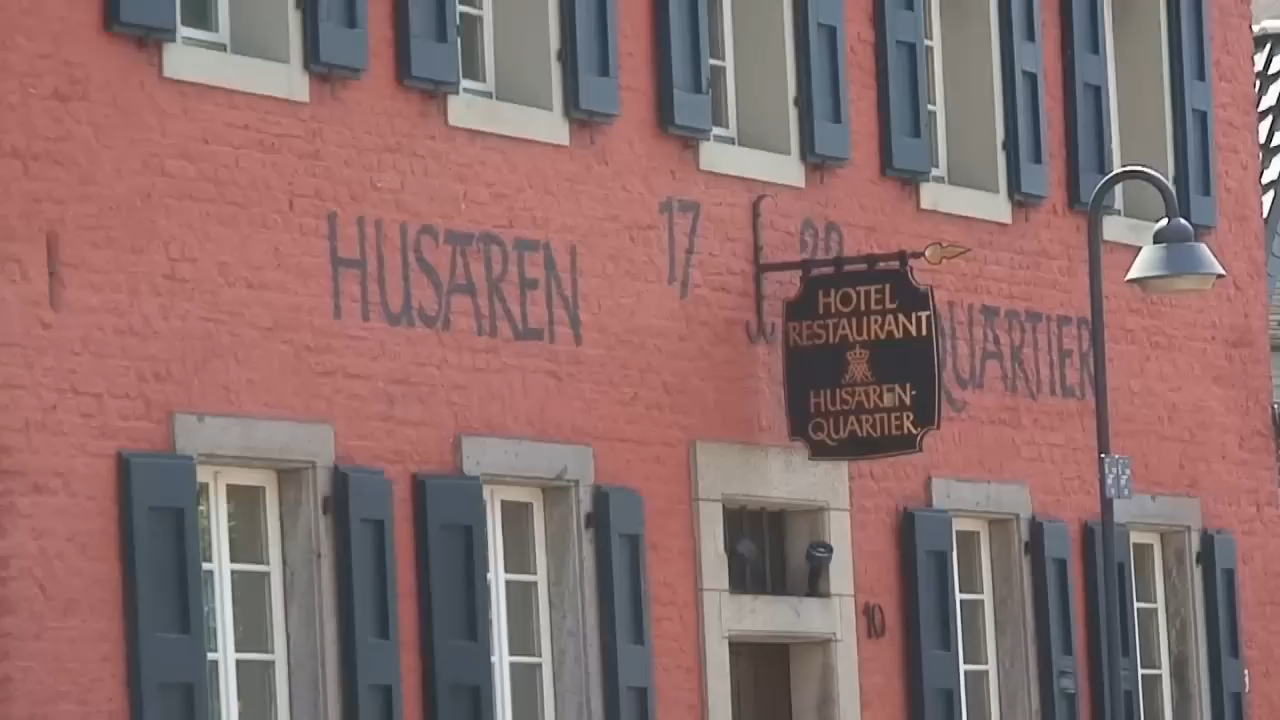 HUSAREN
17
QUARTIER
HOTEL
RESTAURANT
HUSAREN-
QUARTIER
10